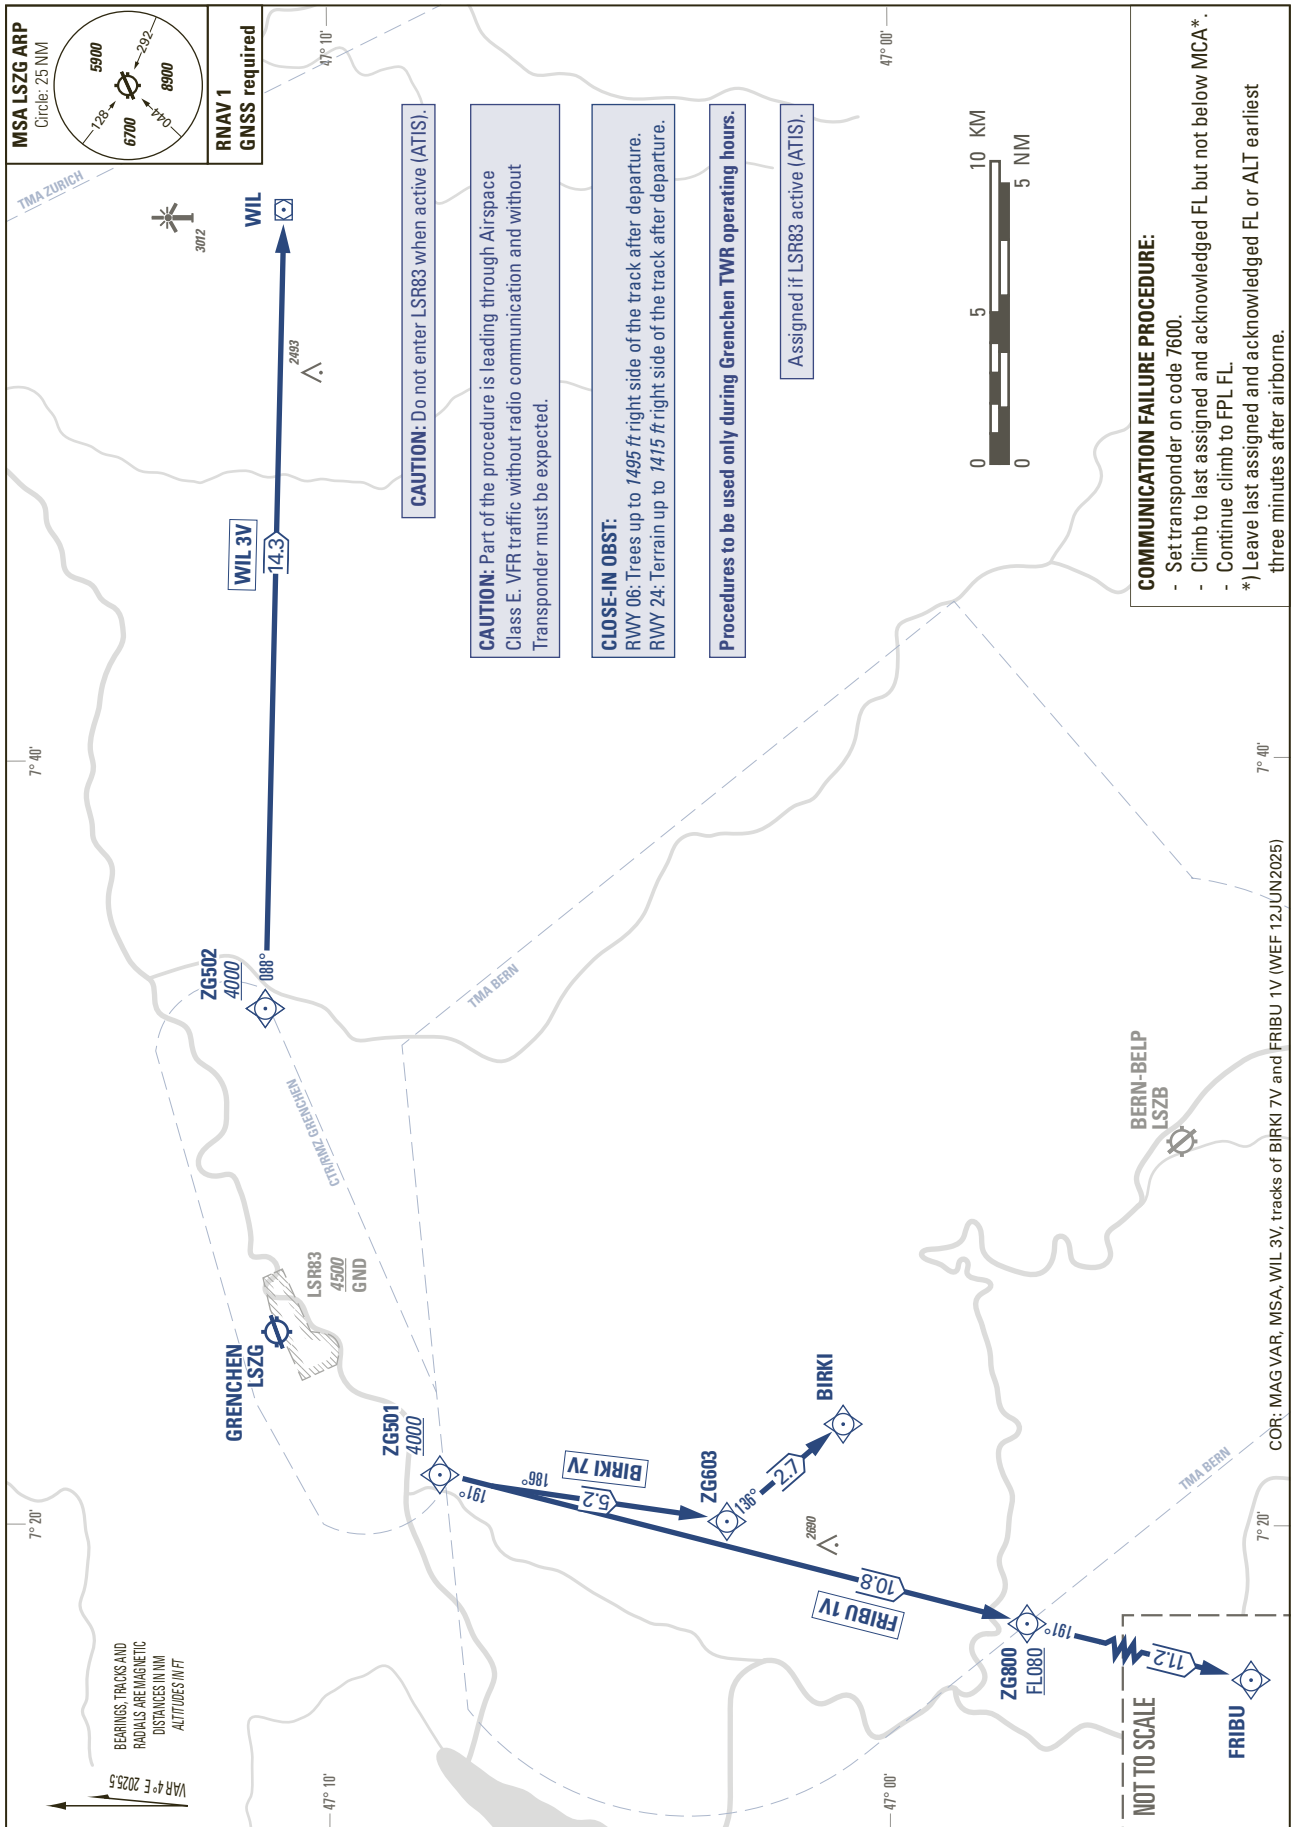 MSA LSZG ARP
Circle: 25 NM
5900
292
8900
044
6700
128
RNAV 1
GNSS required
BEARINGS, TRACKS AND
RADIALS ARE MAGNETIC
DISTANCES IN NM
ALTITUDES IN FT
VAR 4° E 2025.5
7° 20'
7° 40'
47° 10'
47° 00'
TMA ZURICH
3012
WIL
2493
WIL 3V
14.3
088°
ZG502
4000
CTR/RMZ GRENCHEN
GRENCHEN
LSZG
LSR83
4500
GND
ZG501
4000
191°
186°
BIRKI 7V
5.2
ZG603
136°
2.7
BIRKI
2690
10.8
FRIBU 1V
ZG800
FL080
191°
11.2
NOT TO SCALE
FRIBU
TMA BERN
TMA BERN
BERN-BELP
LSZB
CAUTION: Do not enter LSR83 when active (ATIS).
CAUTION: Part of the procedure is leading through Airspace
Class E. VFR traffic without radio communication and without
Transponder must be expected.
CLOSE-IN OBST:
RWY 06: Trees up to 1495 ft right side of the track after departure.
RWY 24: Terrain up to 1415 ft right side of the track after departure.
Procedures to be used only during Grenchen TWR operating hours.
Assigned if LSR83 active (ATIS).
0 5 10 KM
0 5 NM
COMMUNICATION FAILURE PROCEDURE:
- Set transponder on code 7600.
- Climb to last assigned and acknowledged FL but not below MCA*.
- Continue climb to FPL FL.
*) Leave last assigned and acknowledged FL or ALT earliest
three minutes after airborne.
47° 10'
47° 00'
7° 20'
7° 40'
COR: MAG VAR, MSA, WIL 3V, tracks of BIRKI 7V and FRIBU 1V (WEF 12JUN2025)